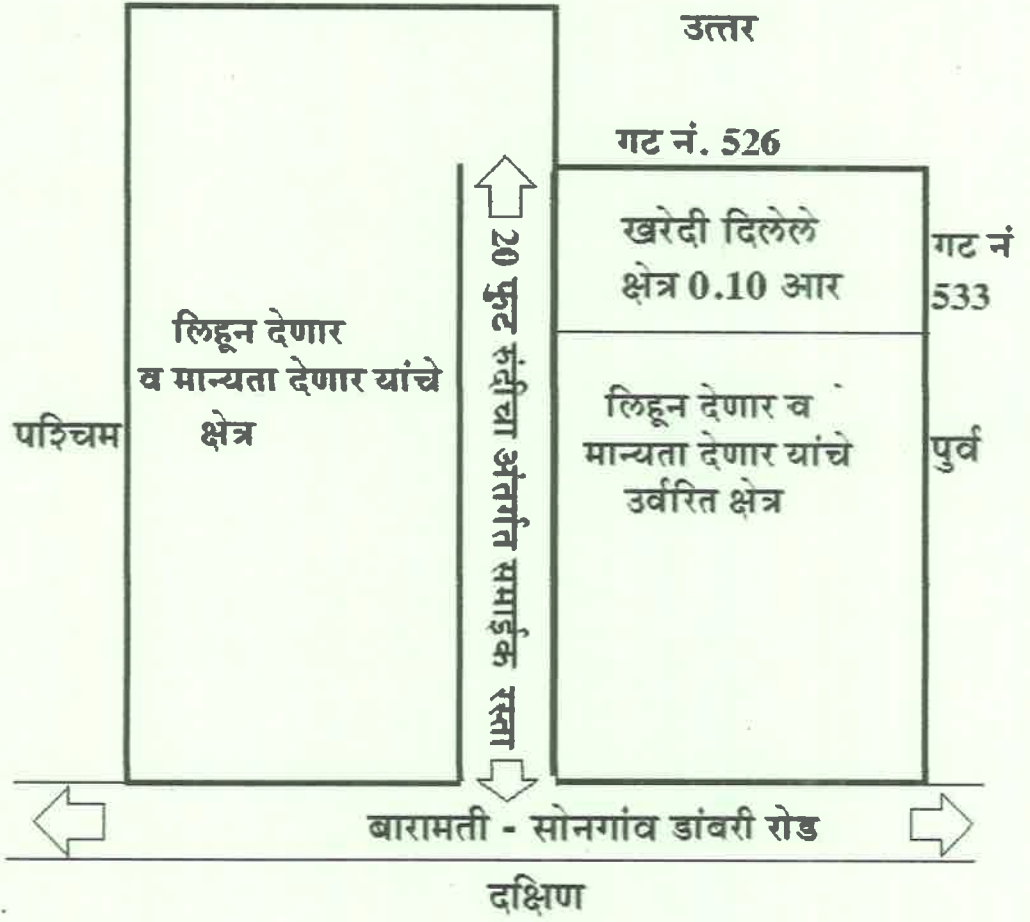 उत्तर
गट नं. 526
खरेदी दिलेले
क्षेत्र 0.10 आर
गट नं
533
20 फुट रुंदीचा अंतर्गत समाईक रस्ता
लिहून देणार
व मान्यता देणार यांचे
क्षेत्र
पश्चिम
लिहून देणार व
मान्यता देणार यांचे
उर्वरित क्षेत्र
पुर्व
बारामती - सोनगांव डांबरी रोड
दक्षिण